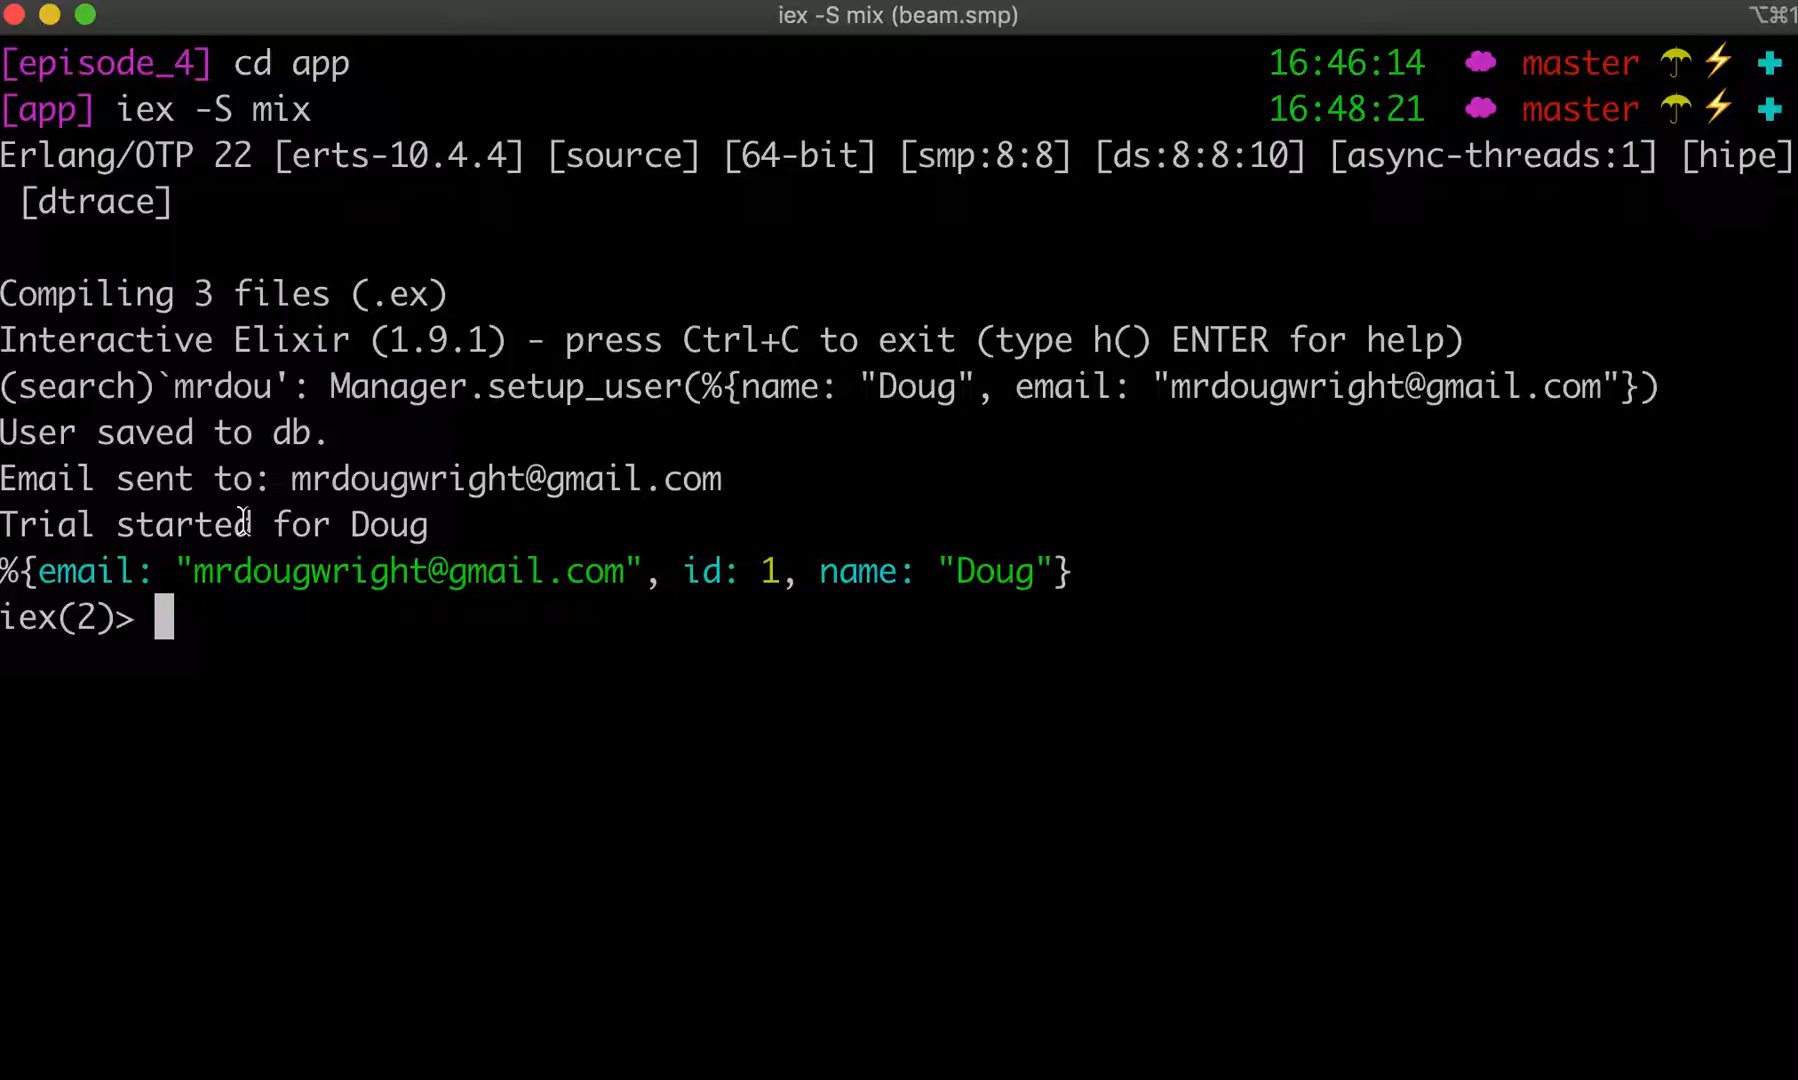 iex -S mix (beam.smp)
⌥⌘1
[episode_4] cd app 16:46:14 master
[app] iex -S mix 16:48:21 master
Erlang/OTP 22 [erts-10.4.4] [source] [64-bit] [smp:8:8] [ds:8:8:10] [async-threads:1] [hipe]
[dtrace]
Compiling 3 files (.ex)
Interactive Elixir (1.9.1) - press Ctrl+C to exit (type h() ENTER for help)
(search)`mrdou': Manager.setup_user(%{name: "Doug", email: "mrdougwright@gmail.com"})
User saved to db.
Email sent to: mrdougwright@gmail.com
Trial started for Doug
%{email: "mrdougwright@gmail.com", id: 1, name: "Doug"}
iex(2)>